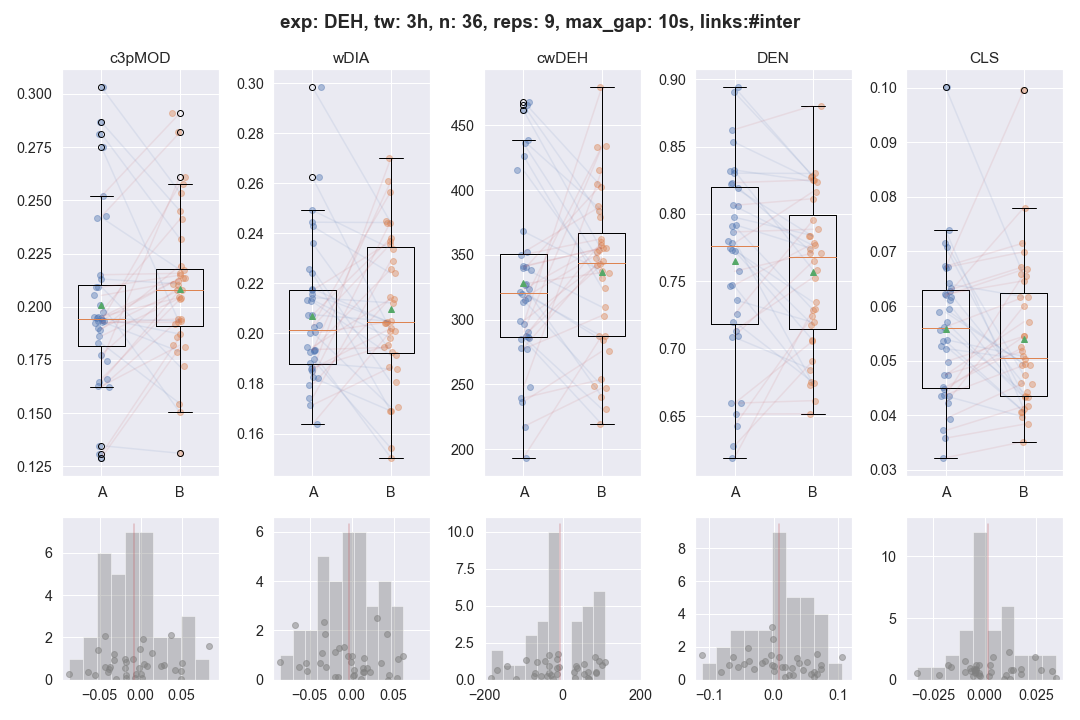 exp: DEH, tw: 3h, n: 36, reps: 9, max_gap: 10s, links:#inter
c3pMOD wDIA cwDEH DEN CLS
0.300 0.275 0.250 0.225 0.200 0.175 0.150 0.125
A B
0.30 0.28 0.26 0.24 0.22 0.20 0.18 0.16
A B
450 400 350 300 250 200
A B
0.90 0.85 0.80 0.75 0.70 0.65
A B
0.10 0.09 0.08 0.07 0.06 0.05 0.04 0.03
A B
6 4 2 0
−0.05 0.00 0.05
6 4 2 0
−0.05 0.00 0.05
10.0 7.5 5.0 2.5 0.0
−200 0 200
8 6 4 2 0
−0.1 0.0 0.1
10 5 0
−0.025 0.000 0.025